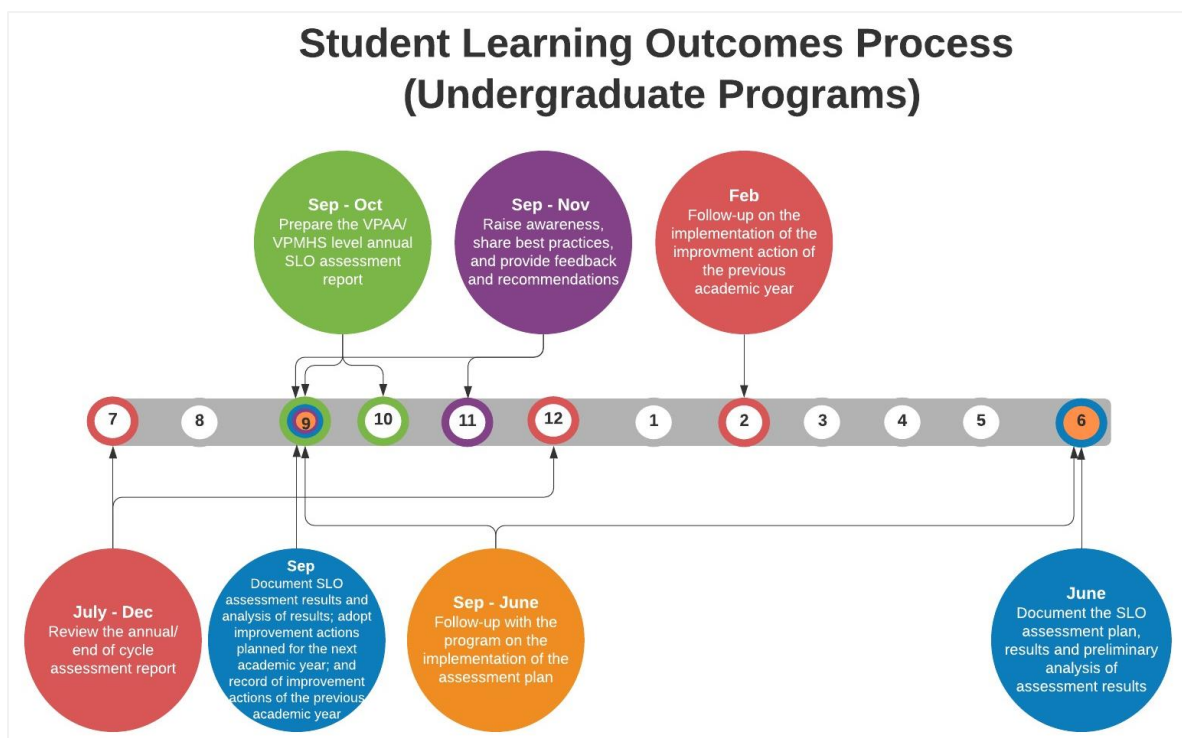 Student Learning Outcomes Process
(Undergraduate Programs)
Sep - Oct
Prepare the VPAA/
VPMHS level annual
SLO assessment
report
Sep - Nov
Raise awareness,
share best practices,
and provide feedback
and recommendations
Feb
Follow-up on the
implementation of the
improvment action of
the previous
academic year
7
8
9
10
11
12
1
2
3
4
5
6
July - Dec
Review the annual/
end of cycle
assessment report
Sep
Document SLO
assessment results and
analysis of results; adopt
improvement actions
planned for the next
academic year; and
record of improvement
actions of the previous
academic year
Sep - June
Follow-up with the
program on the
implementation of the
assessment plan
June
Document the SLO
assessment plan,
results and preliminary
analysis of
assessment results